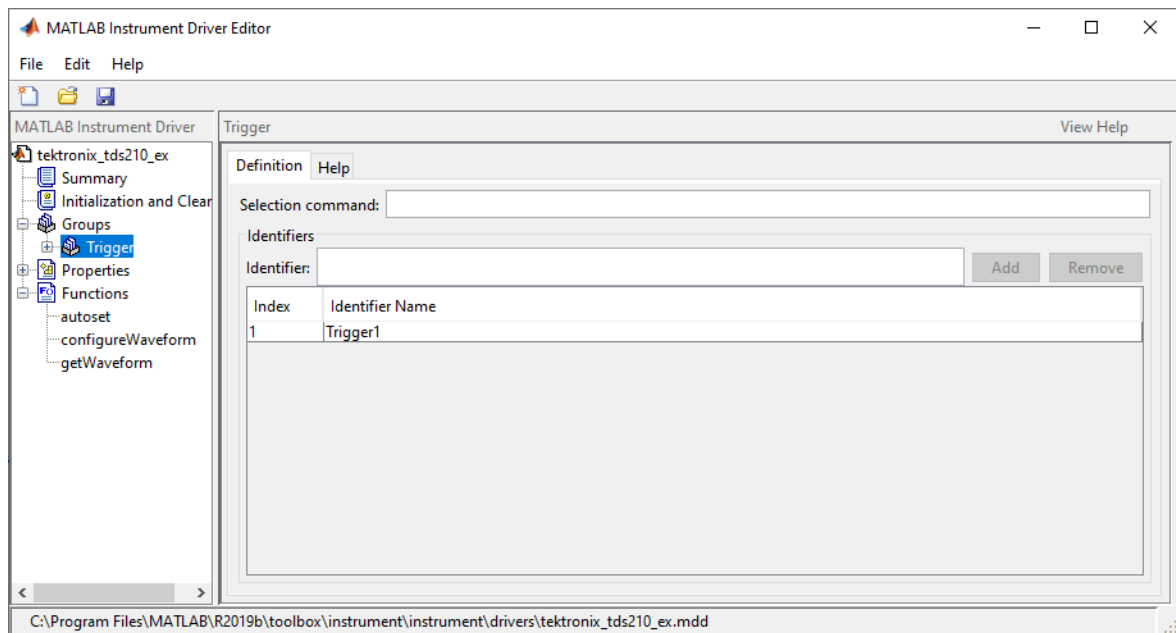 MATLAB Instrument Driver Editor
File Edit Help
MATLAB Instrument Driver
tektronix_tds210_ex
Summary
Initialization and Clear
Groups
Trigger
Properties
Functions
autoset
configureWaveform
getWaveform
Trigger View Help
Definition Help
Selection command:
Identifiers
Identifier: Add Remove
Index Identifier Name
1 Trigger1
C:\Program Files\MATLAB\R2019b\toolbox\instrument\instrument\drivers\tektronix_tds210_ex.mdd